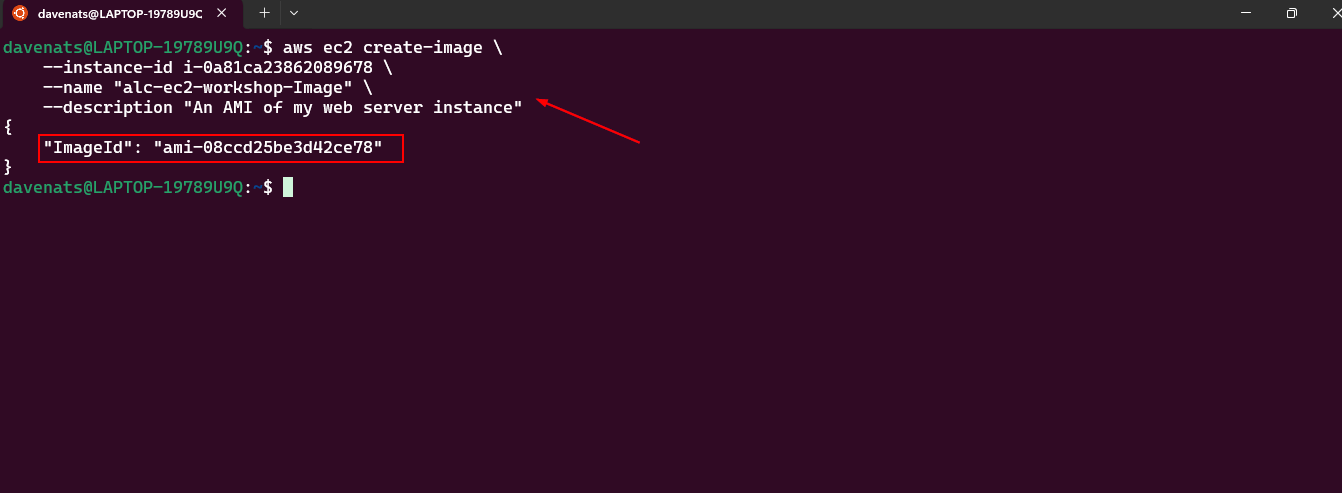 davenats@LAPTOP-19789U9C
davenats@LAPTOP-19789U9Q:~$ aws ec2 create-image \
--instance-id i-0a81ca23862089678 \
--name "alc-ec2-workshop-Image" \
--description "An AMI of my web server instance"
{
"ImageId": "ami-08ccd25be3d42ce78"
}
davenats@LAPTOP-19789U9Q:~$